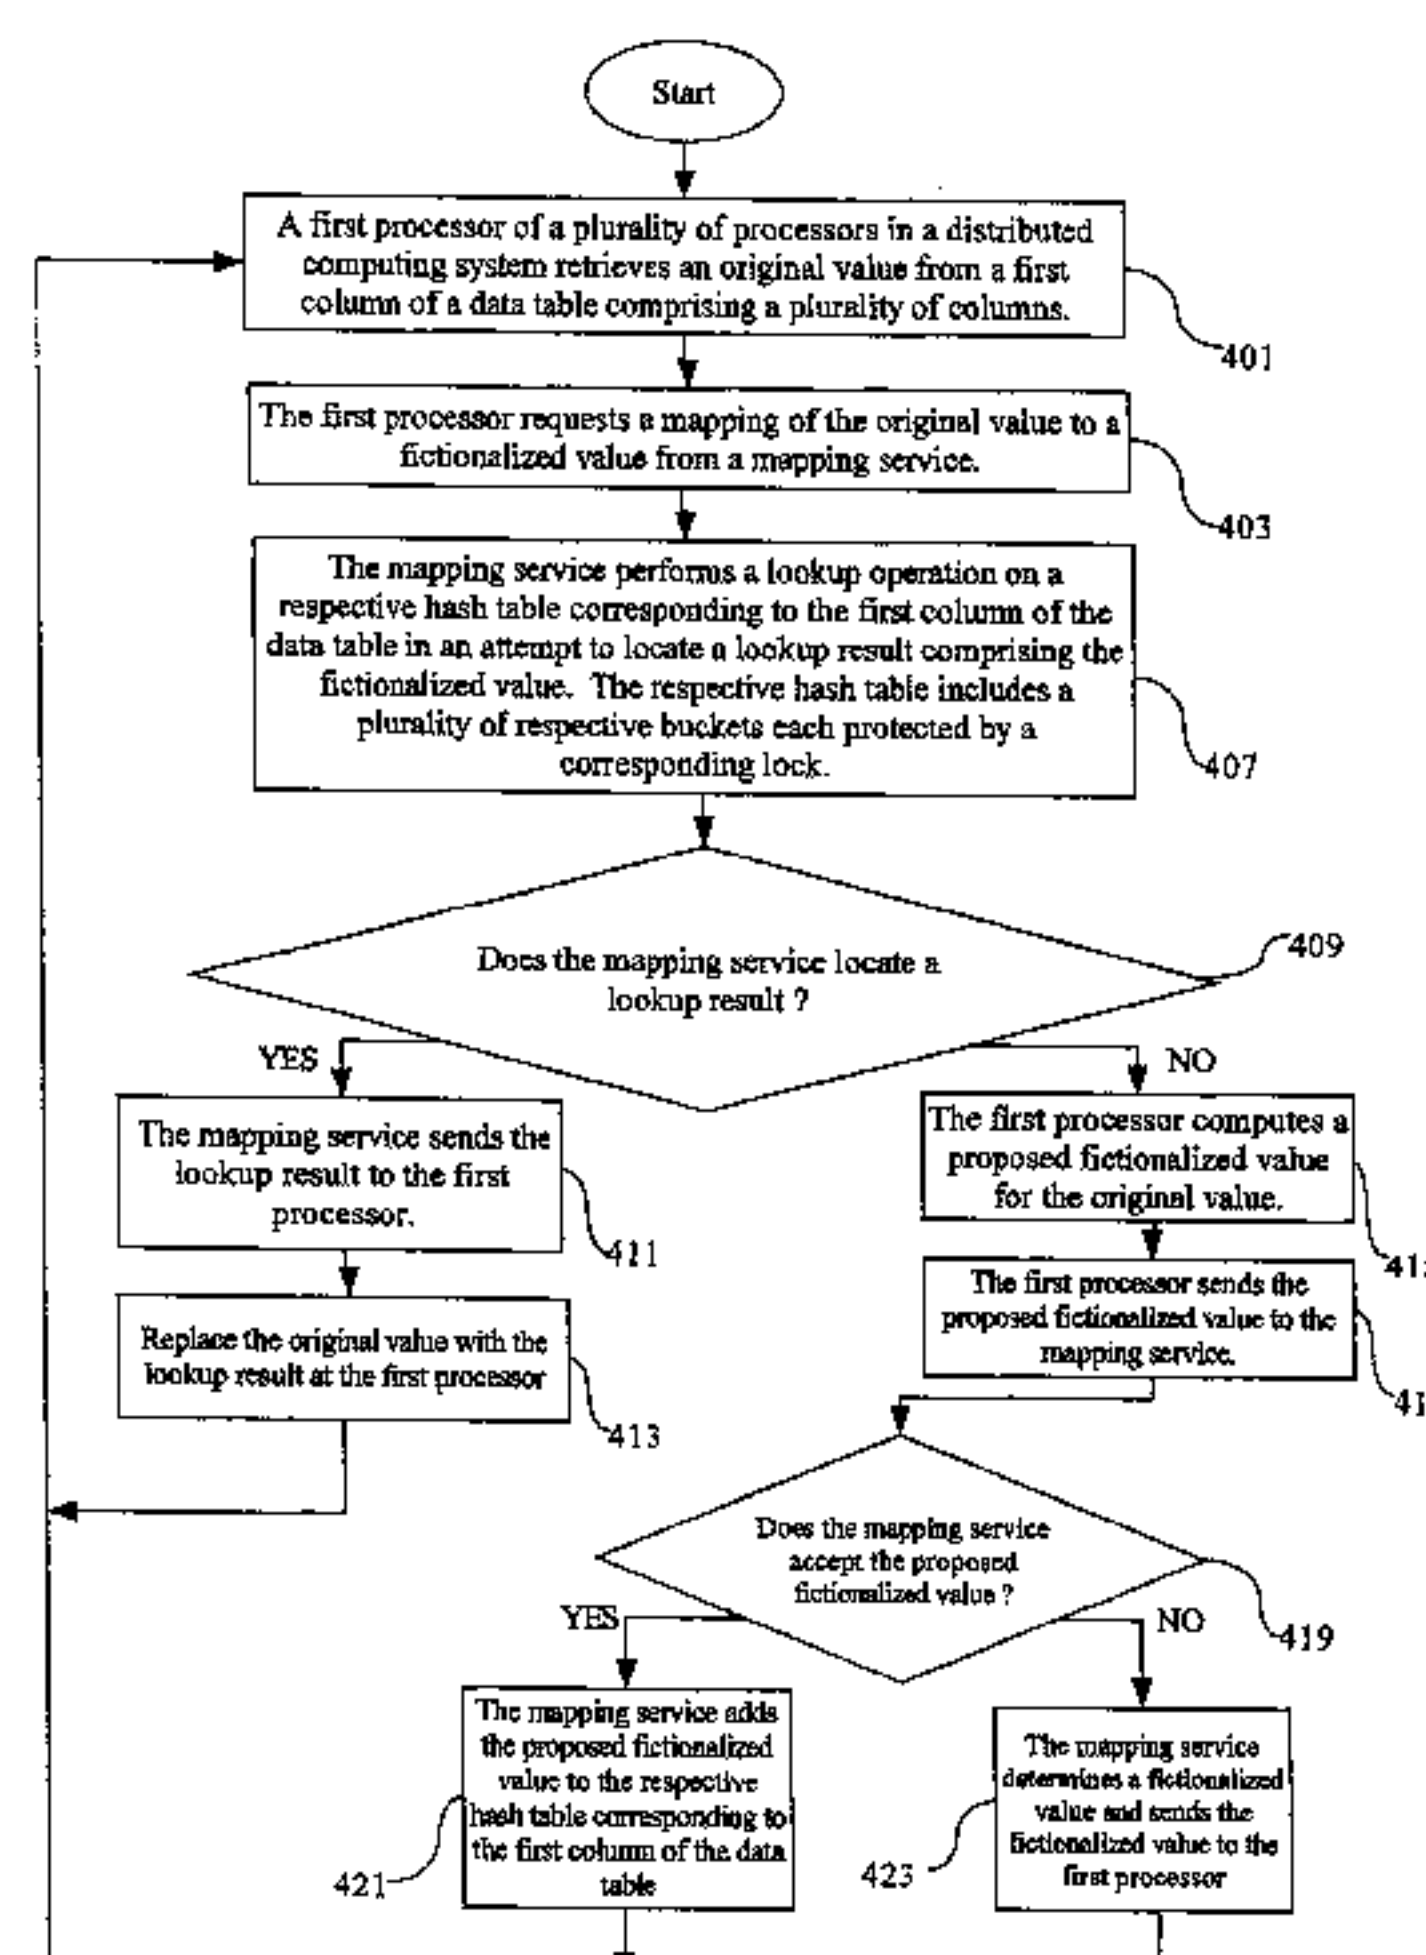 Start
A first processor of a plurality of processors in a distributed
computing system retrieves an original value from a first
column of a data table comprising a plurality of columns.
401
The first processor requests a mapping of the original value to a
fictionalized value from a mapping service.
403
The mapping service performs a lookup operation on a
respective hash table corresponding to the first column of the
data table in an attempt to locate a lookup result comprising the
fictionalized value. The respective hash table includes a
plurality of respective buckets each protected by a
corresponding lock.
407
Does the mapping service locate a
lookup result ?
409
YES
NO
The mapping service sends the
lookup result to the first
processor.
411
The first processor computes a
proposed fictionalized value
for the original value.
The first processor sends the
proposed fictionalized value to the
mapping service.
Replace the original value with the
lookup result at the first processor
413
Does the mapping service
accept the proposed
fictionalized value ?
419
YES
NO
The mapping service adds
the proposed fictionalized
value to the respective
hash table corresponding to
the first column of the data
table
421
The mapping service
determines a fictionalized
value and sends the
fictionalized value to the
first processor
423